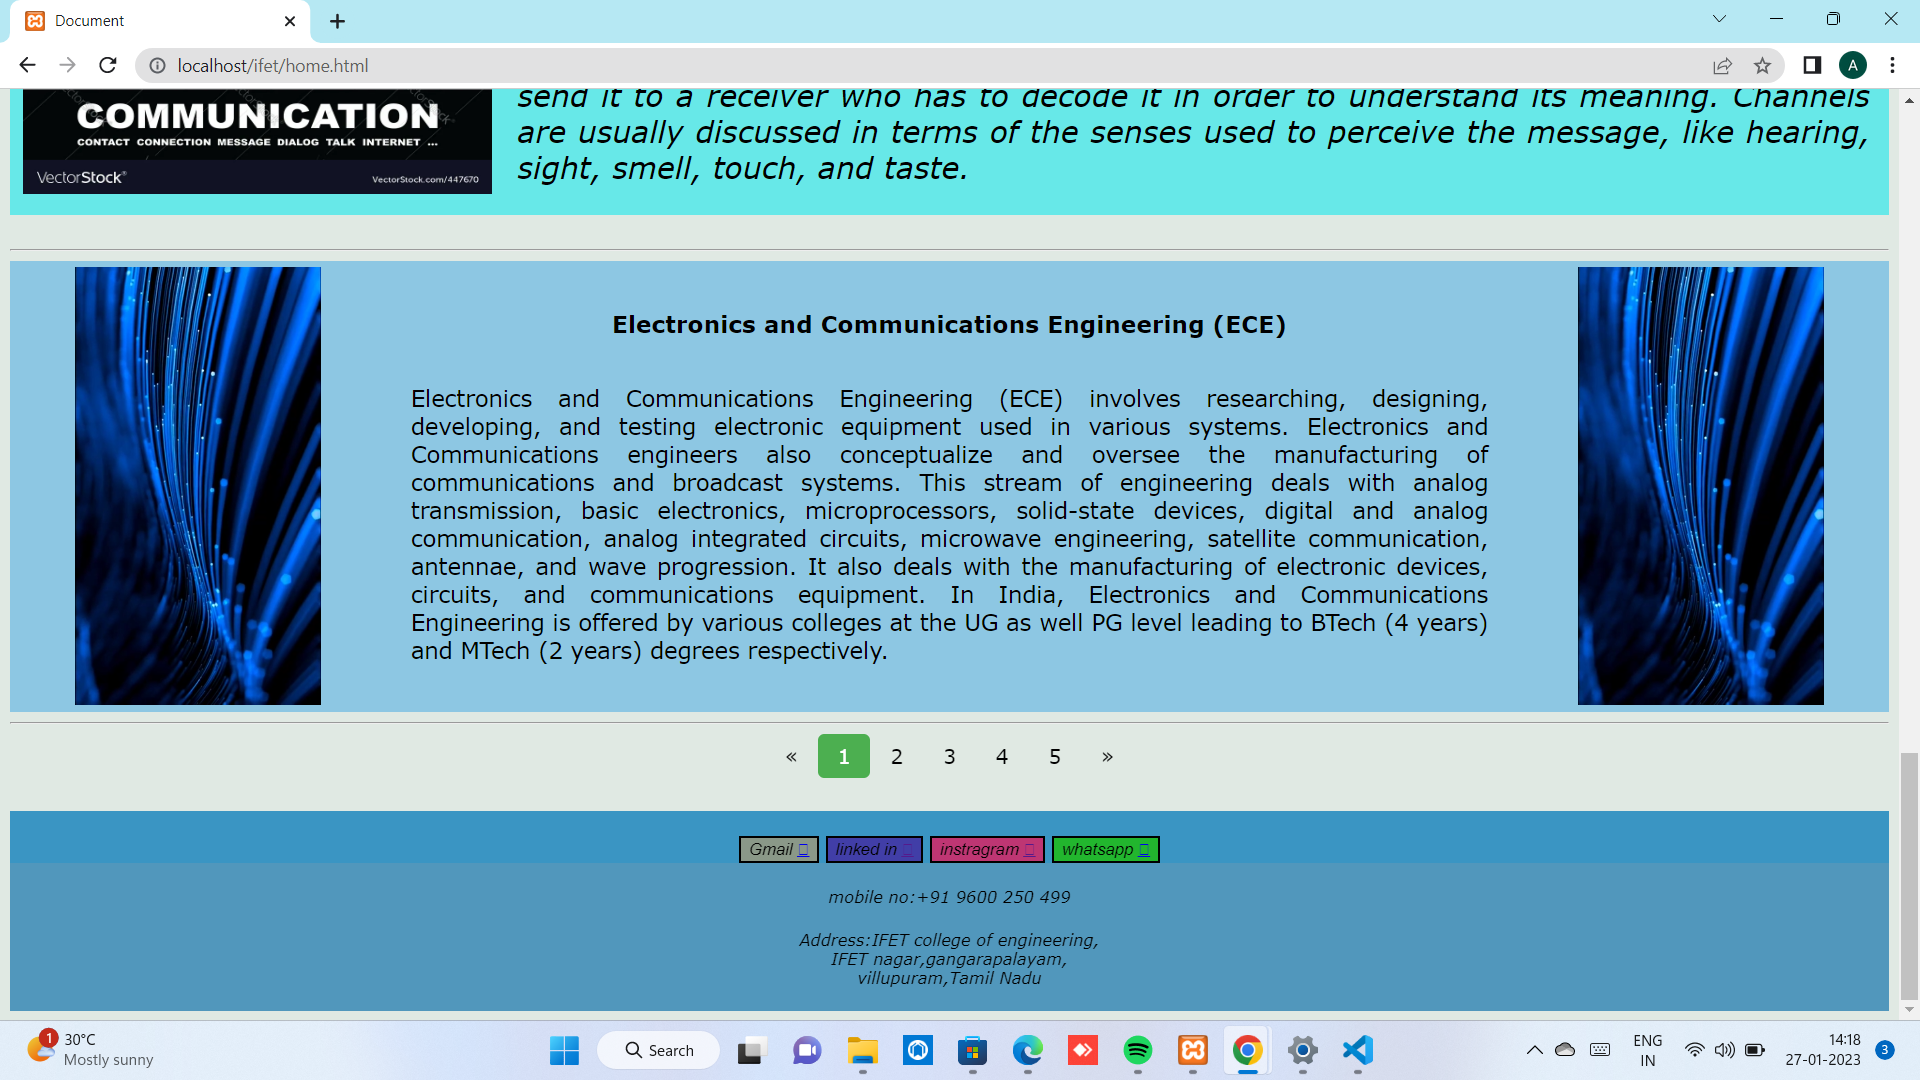 Document
localhost/ifet/home.html
A
COMMUNICATION
CONTACT CONNECTION MESSAGE DIALOG TALK INTERNET ...
VectorStock®
VectorStock.com/447670
send it to a receiver who has to decode it in order to understand its meaning. Channels
are usually discussed in terms of the senses used to perceive the message, like hearing,
sight, smell, touch, and taste.
Electronics and Communications Engineering (ECE)
Electronics and Communications Engineering (ECE) involves researching, designing,
developing, and testing electronic equipment used in various systems. Electronics and
Communications engineers also conceptualize and oversee the manufacturing of
communications and broadcast systems. This stream of engineering deals with analog
transmission, basic electronics, microprocessors, solid-state devices, digital and analog
communication, analog integrated circuits, microwave engineering, satellite communication,
antennae, and wave progression. It also deals with the manufacturing of electronic devices,
circuits, and communications equipment. In India, Electronics and Communications
Engineering is offered by various colleges at the UG as well PG level leading to BTech (4 years)
and MTech (2 years) degrees respectively.
« 1 2 3 4 5 »
Gmail linked in instragram whatsapp
mobile no:+91 9600 250 499
Address:IFET college of engineering,
IFET nagar,gangarapalayam,
villupuram,Tamil Nadu
1
30°C
Mostly sunny
Search
ENG
IN
14:18
27-01-2023
3